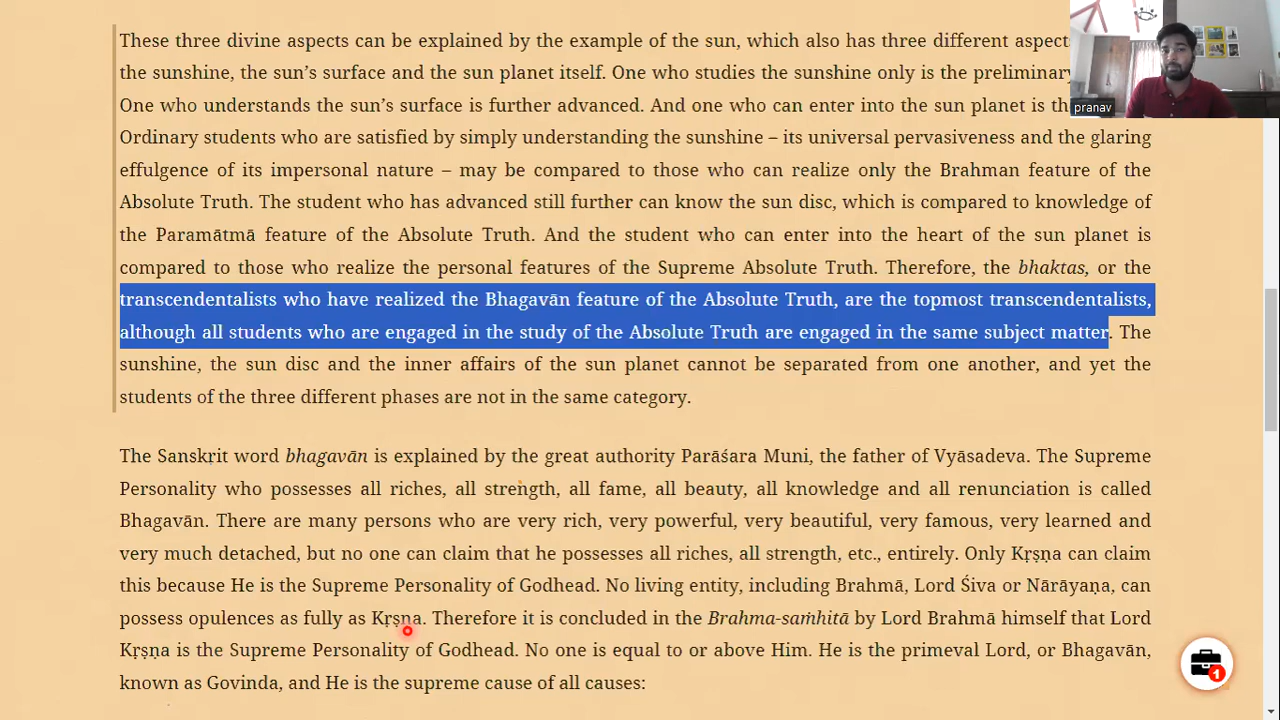 These three divine aspects can be explained by the example of the sun, which also has three different aspects
the sunshine, the sun's surface and the sun planet itself. One who studies the sunshine only is the preliminary
One who understands the sun's surface is further advanced. And one who can enter into the sun planet is
Ordinary students who are satisfied by simply understanding the sunshine – its universal pervasiveness and the glaring
effulgence of its impersonal nature – may be compared to those who can realize only the Brahman feature of the
Absolute Truth. The student who has advanced still further can know the sun disc, which is compared to knowledge of
the Paramātmā feature of the Absolute Truth. And the student who can enter into the heart of the sun planet is
compared to those who realize the personal features of the Supreme Absolute Truth. Therefore, the bhaktas, or the
transcendentalists who have realized the Bhagavān feature of the Absolute Truth, are the topmost transcendentalists,
although all students who are engaged in the study of the Absolute Truth are engaged in the same subject matter. The
sunshine, the sun disc and the inner affairs of the sun planet cannot be separated from one another, and yet the
students of the three different phases are not in the same category.
The Sanskṛit word bhagavān is explained by the great authority Parāśara Muni, the father of Vyāsadeva. The Supreme
Personality who possesses all riches, all strength, all fame, all beauty, all knowledge and all renunciation is called
Bhagavān. There are many persons who are very rich, very powerful, very beautiful, very famous, very learned and
very much detached, but no one can claim that he possesses all riches, all strength, etc., entirely. Only Kṛṣṇa can claim
this because He is the Supreme Personality of Godhead. No living entity, including Brahmā, Lord Śiva or Nārāyaṇa, can
possess opulences as fully as Kṛṣṇa. Therefore it is concluded in the Brahma-saṁhitā by Lord Brahmā himself that Lord
Kṛṣṇa is the Supreme Personality of Godhead. No one is equal to or above Him. He is the primeval Lord, or Bhagavān,
known as Govinda, and He is the supreme cause of all causes:
pranav
1